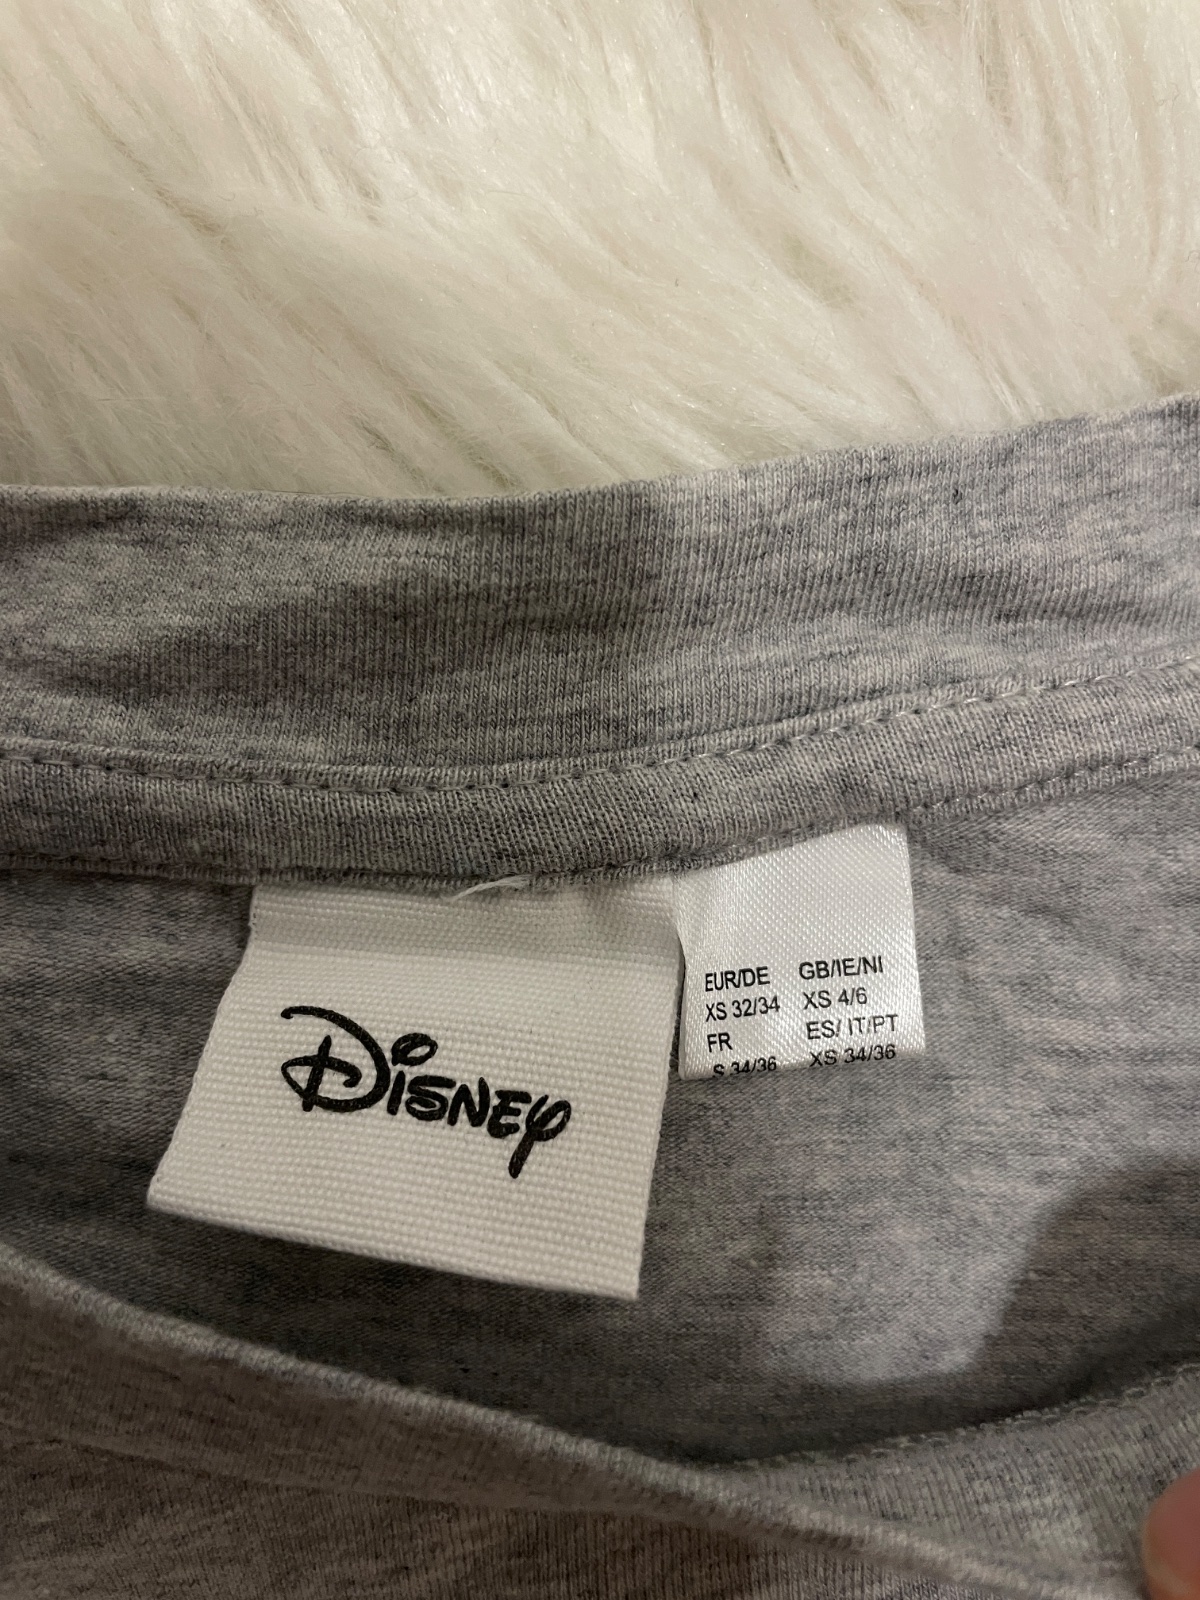 Disney
EUR/DE GB/IE/NI
XS 32/34 XS 4/6
FR ES/ IT/PT
S 34/36 XS 34/36